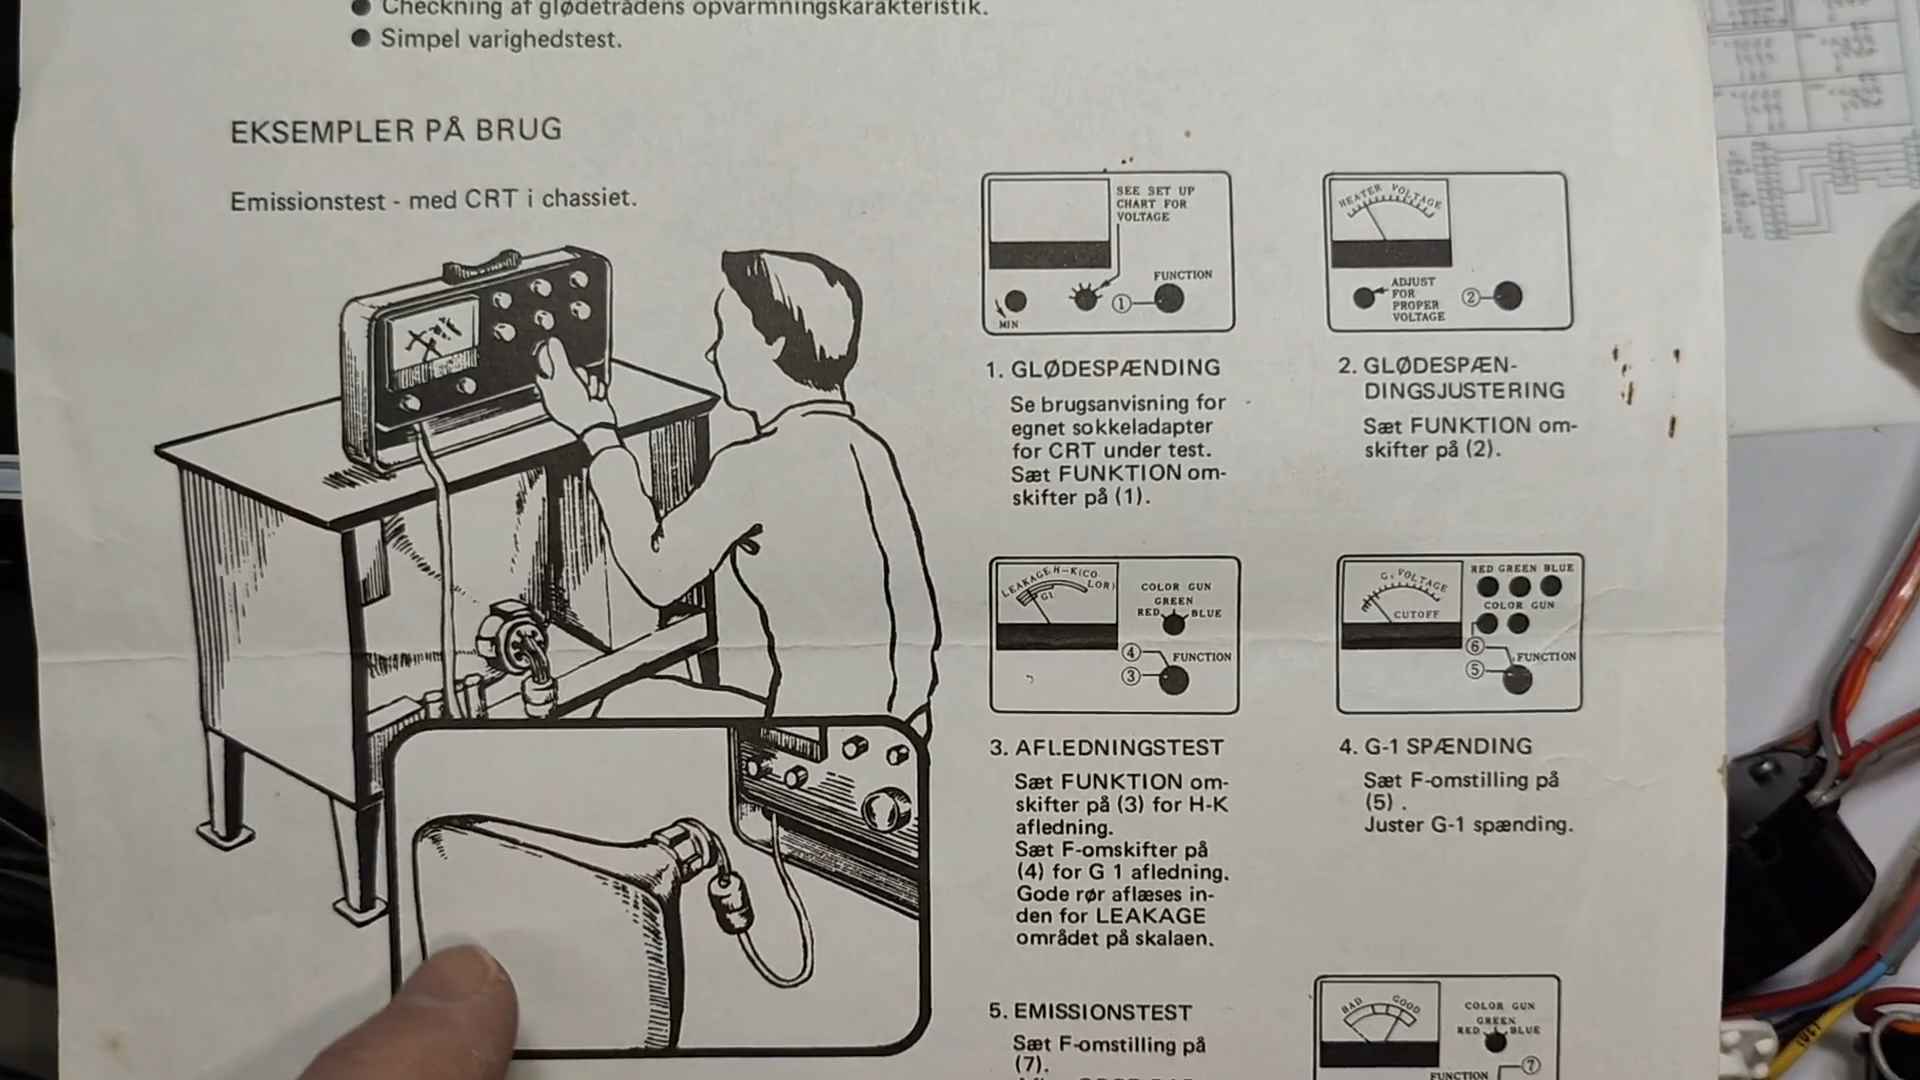 Checkning af glødetrådens opvarmningskarakteristik.
Simpel varighedstest.
EKSEMPLER PÅ BRUG
Emissionstest - med CRT i chassiet.
SEE SET UP
CHART FOR
VOLTAGE
FUNCTION
1
MIN
1. GLØDESPÆNDING
Se brugsanvisning for
egnet sokkeladapter
for CRT under test.
Sæt FUNKTION om-
skifter på (1).
HEATER VOLTAGE
ADJUST
FOR
PROPER
VOLTAGE
2
2. GLØDESPÆN-
DINGSJUSTERING
Sæt FUNKTION om-
skifter på (2).
LEAKAGE H-K(CO
LOR)
G1
COLOR GUN
GREEN
RED BLUE
4
FUNCTION
3
3. AFLEDNINGSTEST
Sæt FUNKTION om-
skifter på (3) for H-K
afledning.
Sæt F-omskifter på
(4) for G 1 afledning.
Gode rør aflæses in-
den for LEAKAGE
området på skalaen.
G1 VOLTAGE
CUTOFF
RED GREEN BLUE
COLOR GUN
6
FUNCTION
5
4. G-1 SPÆNDING
Sæt F-omstilling på
(5) .
Juster G-1 spænding.
5. EMISSIONSTEST
Sæt F-omstilling på
(7).
BAD GOOD
COLOR GUN
GREEN
RED BLUE
7
FUNCTION